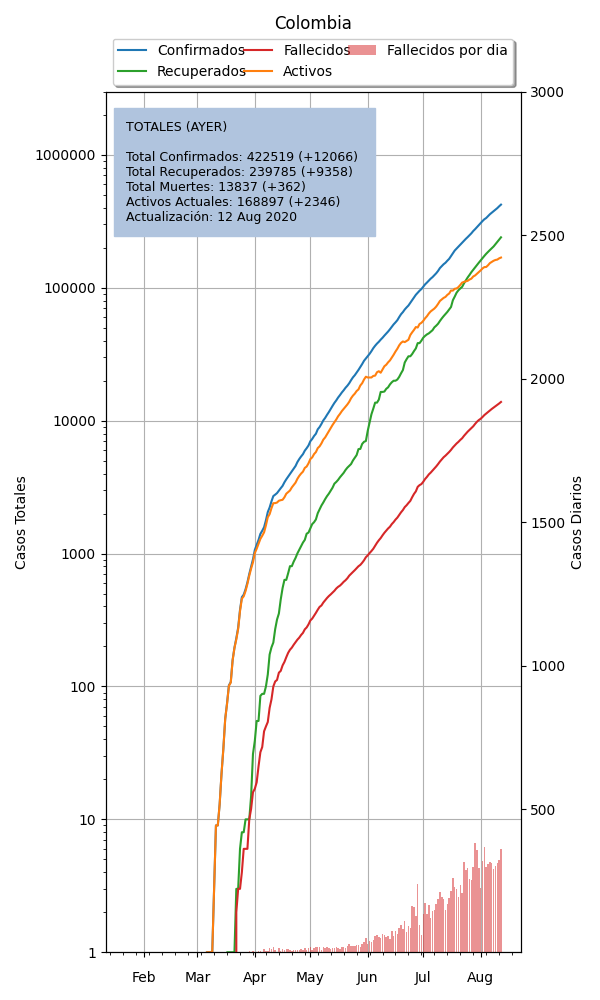 Colombia
Confirmados
Fallecidos
Fallecidos por dia
Recuperados
Activos
TOTALES (AYER)
Total Confirmados: 422519 (+12066)
Total Recuperados: 239785 (+9358)
Total Muertes: 13837 (+362)
Activos Actuales: 168897 (+2346)
Actualización: 12 Aug 2020
Casos Totales
1000000
100000
10000
1000
100
10
1
Casos Diarios
3000
2500
2000
1500
1000
500
Feb
Mar
Apr
May
Jun
Jul
Aug